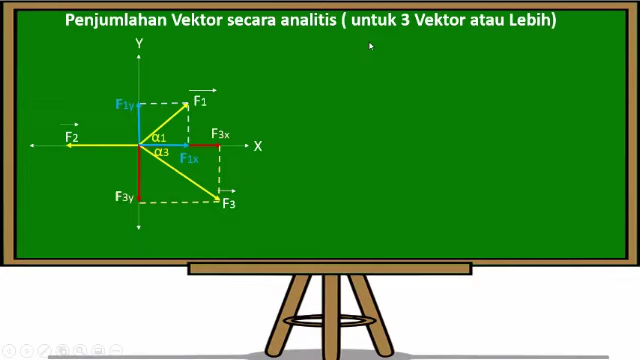 Penjumlahan Vektor secara analitis ( untuk 3 Vektor atau Lebih)
Y
F1y
F1
α1
F2
F3x
X
α3
F1x
F3y
F3